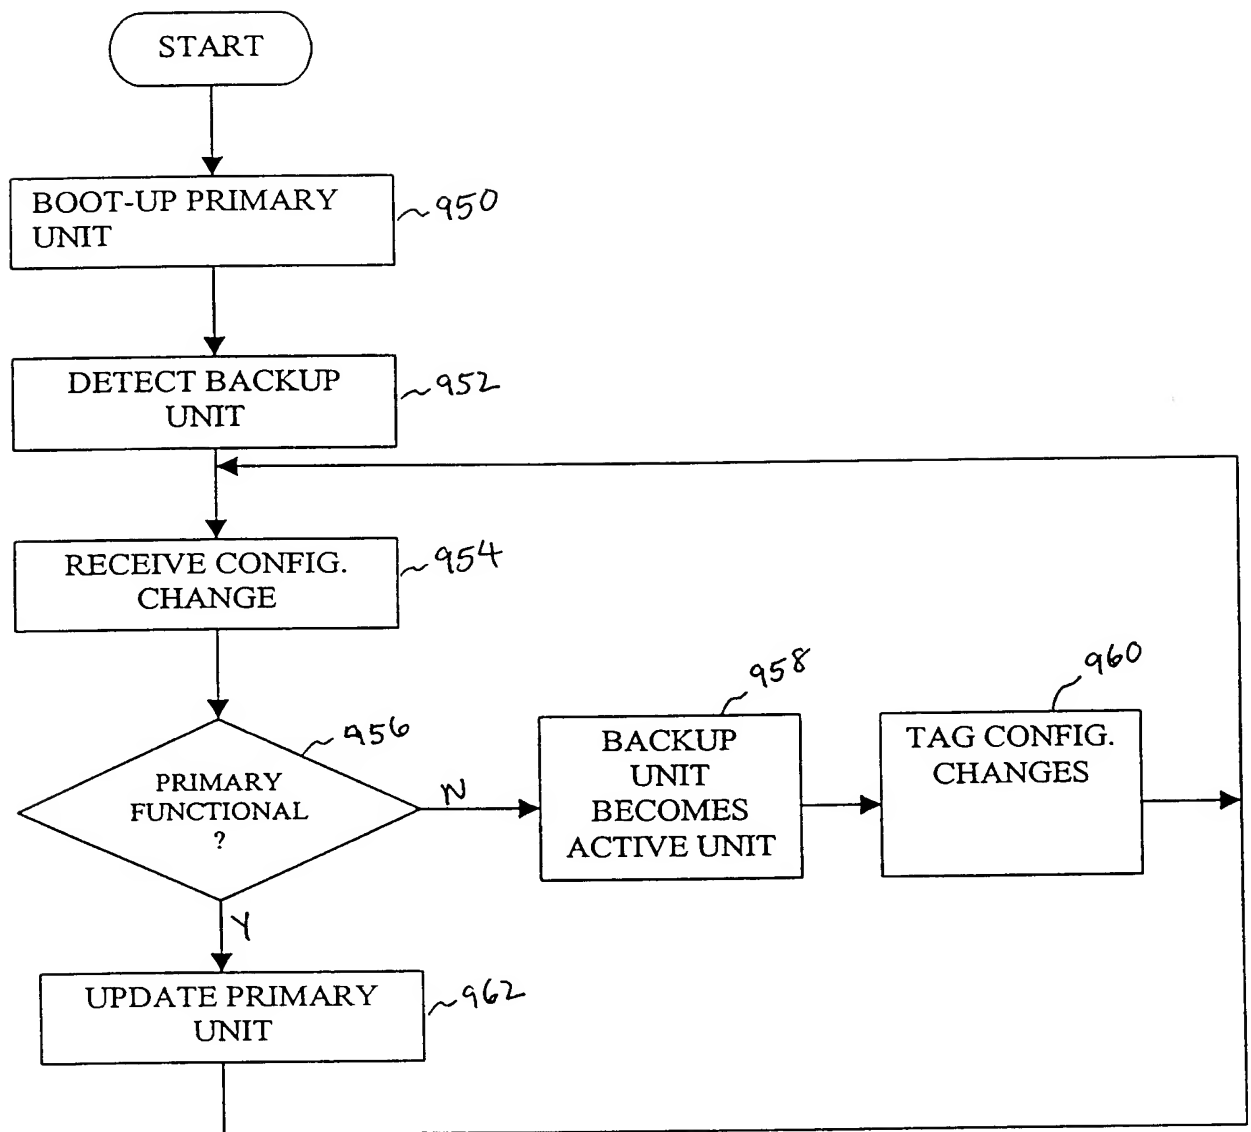 START
BOOT-UP PRIMARY
UNIT
950
DETECT BACKUP
UNIT
952
RECEIVE CONFIG.
CHANGE
954
PRIMARY
FUNCTIONAL
?
956
N
BACKUP
UNIT
BECOMES
ACTIVE UNIT
958
TAG CONFIG.
CHANGES
960
Y
UPDATE PRIMARY
UNIT
962